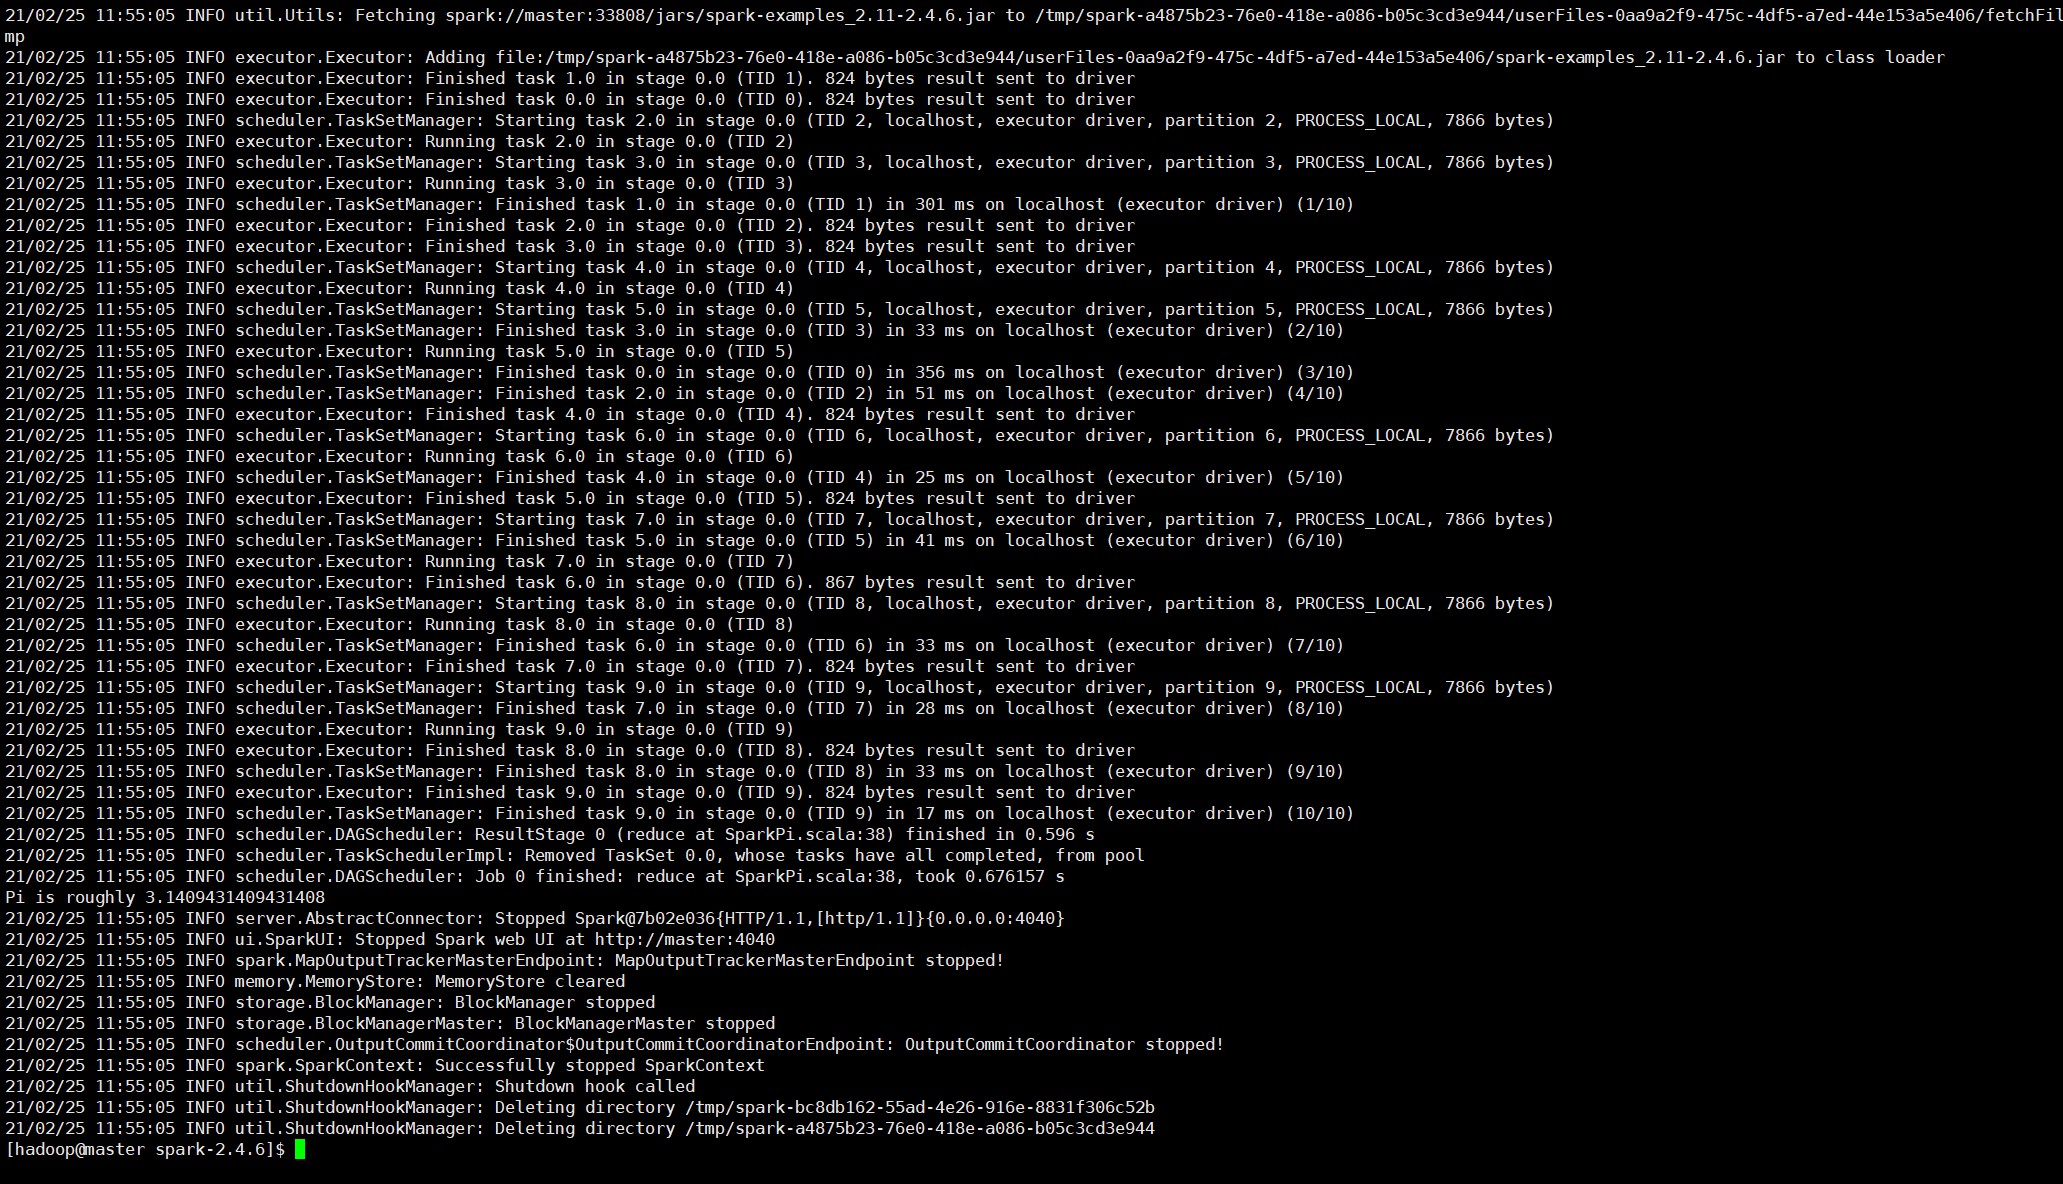 21/02/25 11:55:05 INFO util.Utils: Fetching spark://master:33808/jars/spark-examples_2.11-2.4.6.jar to /tmp/spark-a4875b23-76e0-418e-a086-b05c3cd3e944/userFiles-0aa9a2f9-475c-4df5-a7ed-44e153a5e406/fetchFil
mp
21/02/25 11:55:05 INFO executor.Executor: Adding file:/tmp/spark-a4875b23-76e0-418e-a086-b05c3cd3e944/userFiles-0aa9a2f9-475c-4df5-a7ed-44e153a5e406/spark-examples_2.11-2.4.6.jar to class loader
21/02/25 11:55:05 INFO executor.Executor: Finished task 1.0 in stage 0.0 (TID 1). 824 bytes result sent to driver
21/02/25 11:55:05 INFO executor.Executor: Finished task 0.0 in stage 0.0 (TID 0). 824 bytes result sent to driver
21/02/25 11:55:05 INFO scheduler.TaskSetManager: Starting task 2.0 in stage 0.0 (TID 2, localhost, executor driver, partition 2, PROCESS_LOCAL, 7866 bytes)
21/02/25 11:55:05 INFO executor.Executor: Running task 2.0 in stage 0.0 (TID 2)
21/02/25 11:55:05 INFO scheduler.TaskSetManager: Starting task 3.0 in stage 0.0 (TID 3, localhost, executor driver, partition 3, PROCESS_LOCAL, 7866 bytes)
21/02/25 11:55:05 INFO executor.Executor: Running task 3.0 in stage 0.0 (TID 3)
21/02/25 11:55:05 INFO scheduler.TaskSetManager: Finished task 1.0 in stage 0.0 (TID 1) in 301 ms on localhost (executor driver) (1/10)
21/02/25 11:55:05 INFO executor.Executor: Finished task 2.0 in stage 0.0 (TID 2). 824 bytes result sent to driver
21/02/25 11:55:05 INFO executor.Executor: Finished task 3.0 in stage 0.0 (TID 3). 824 bytes result sent to driver
21/02/25 11:55:05 INFO scheduler.TaskSetManager: Starting task 4.0 in stage 0.0 (TID 4, localhost, executor driver, partition 4, PROCESS_LOCAL, 7866 bytes)
21/02/25 11:55:05 INFO executor.Executor: Running task 4.0 in stage 0.0 (TID 4)
21/02/25 11:55:05 INFO scheduler.TaskSetManager: Starting task 5.0 in stage 0.0 (TID 5, localhost, executor driver, partition 5, PROCESS_LOCAL, 7866 bytes)
21/02/25 11:55:05 INFO scheduler.TaskSetManager: Finished task 3.0 in stage 0.0 (TID 3) in 33 ms on localhost (executor driver) (2/10)
21/02/25 11:55:05 INFO executor.Executor: Running task 5.0 in stage 0.0 (TID 5)
21/02/25 11:55:05 INFO scheduler.TaskSetManager: Finished task 0.0 in stage 0.0 (TID 0) in 356 ms on localhost (executor driver) (3/10)
21/02/25 11:55:05 INFO scheduler.TaskSetManager: Finished task 2.0 in stage 0.0 (TID 2) in 51 ms on localhost (executor driver) (4/10)
21/02/25 11:55:05 INFO executor.Executor: Finished task 4.0 in stage 0.0 (TID 4). 824 bytes result sent to driver
21/02/25 11:55:05 INFO scheduler.TaskSetManager: Starting task 6.0 in stage 0.0 (TID 6, localhost, executor driver, partition 6, PROCESS_LOCAL, 7866 bytes)
21/02/25 11:55:05 INFO executor.Executor: Running task 6.0 in stage 0.0 (TID 6)
21/02/25 11:55:05 INFO scheduler.TaskSetManager: Finished task 4.0 in stage 0.0 (TID 4) in 25 ms on localhost (executor driver) (5/10)
21/02/25 11:55:05 INFO executor.Executor: Finished task 5.0 in stage 0.0 (TID 5). 824 bytes result sent to driver
21/02/25 11:55:05 INFO scheduler.TaskSetManager: Starting task 7.0 in stage 0.0 (TID 7, localhost, executor driver, partition 7, PROCESS_LOCAL, 7866 bytes)
21/02/25 11:55:05 INFO scheduler.TaskSetManager: Finished task 5.0 in stage 0.0 (TID 5) in 41 ms on localhost (executor driver) (6/10)
21/02/25 11:55:05 INFO executor.Executor: Running task 7.0 in stage 0.0 (TID 7)
21/02/25 11:55:05 INFO executor.Executor: Finished task 6.0 in stage 0.0 (TID 6). 867 bytes result sent to driver
21/02/25 11:55:05 INFO scheduler.TaskSetManager: Starting task 8.0 in stage 0.0 (TID 8, localhost, executor driver, partition 8, PROCESS_LOCAL, 7866 bytes)
21/02/25 11:55:05 INFO executor.Executor: Running task 8.0 in stage 0.0 (TID 8)
21/02/25 11:55:05 INFO scheduler.TaskSetManager: Finished task 6.0 in stage 0.0 (TID 6) in 33 ms on localhost (executor driver) (7/10)
21/02/25 11:55:05 INFO executor.Executor: Finished task 7.0 in stage 0.0 (TID 7). 824 bytes result sent to driver
21/02/25 11:55:05 INFO scheduler.TaskSetManager: Starting task 9.0 in stage 0.0 (TID 9, localhost, executor driver, partition 9, PROCESS_LOCAL, 7866 bytes)
21/02/25 11:55:05 INFO scheduler.TaskSetManager: Finished task 7.0 in stage 0.0 (TID 7) in 28 ms on localhost (executor driver) (8/10)
21/02/25 11:55:05 INFO executor.Executor: Running task 9.0 in stage 0.0 (TID 9)
21/02/25 11:55:05 INFO executor.Executor: Finished task 8.0 in stage 0.0 (TID 8). 824 bytes result sent to driver
21/02/25 11:55:05 INFO scheduler.TaskSetManager: Finished task 8.0 in stage 0.0 (TID 8) in 33 ms on localhost (executor driver) (9/10)
21/02/25 11:55:05 INFO executor.Executor: Finished task 9.0 in stage 0.0 (TID 9). 824 bytes result sent to driver
21/02/25 11:55:05 INFO scheduler.TaskSetManager: Finished task 9.0 in stage 0.0 (TID 9) in 17 ms on localhost (executor driver) (10/10)
21/02/25 11:55:05 INFO scheduler.DAGScheduler: ResultStage 0 (reduce at SparkPi.scala:38) finished in 0.596 s
21/02/25 11:55:05 INFO scheduler.TaskSchedulerImpl: Removed TaskSet 0.0, whose tasks have all completed, from pool
21/02/25 11:55:05 INFO scheduler.DAGScheduler: Job 0 finished: reduce at SparkPi.scala:38, took 0.676157 s
Pi is roughly 3.1409431409431408
21/02/25 11:55:05 INFO server.AbstractConnector: Stopped Spark@7b02e036{HTTP/1.1,[http/1.1]}{0.0.0.0:4040}
21/02/25 11:55:05 INFO ui.SparkUI: Stopped Spark web UI at http://master:4040
21/02/25 11:55:05 INFO spark.MapOutputTrackerMasterEndpoint: MapOutputTrackerMasterEndpoint stopped!
21/02/25 11:55:05 INFO memory.MemoryStore: MemoryStore cleared
21/02/25 11:55:05 INFO storage.BlockManager: BlockManager stopped
21/02/25 11:55:05 INFO storage.BlockManagerMaster: BlockManagerMaster stopped
21/02/25 11:55:05 INFO scheduler.OutputCommitCoordinator$OutputCommitCoordinatorEndpoint: OutputCommitCoordinator stopped!
21/02/25 11:55:05 INFO spark.SparkContext: Successfully stopped SparkContext
21/02/25 11:55:05 INFO util.ShutdownHookManager: Shutdown hook called
21/02/25 11:55:05 INFO util.ShutdownHookManager: Deleting directory /tmp/spark-bc8db162-55ad-4e26-916e-8831f306c52b
21/02/25 11:55:05 INFO util.ShutdownHookManager: Deleting directory /tmp/spark-a4875b23-76e0-418e-a086-b05c3cd3e944
[hadoop@master spark-2.4.6]$